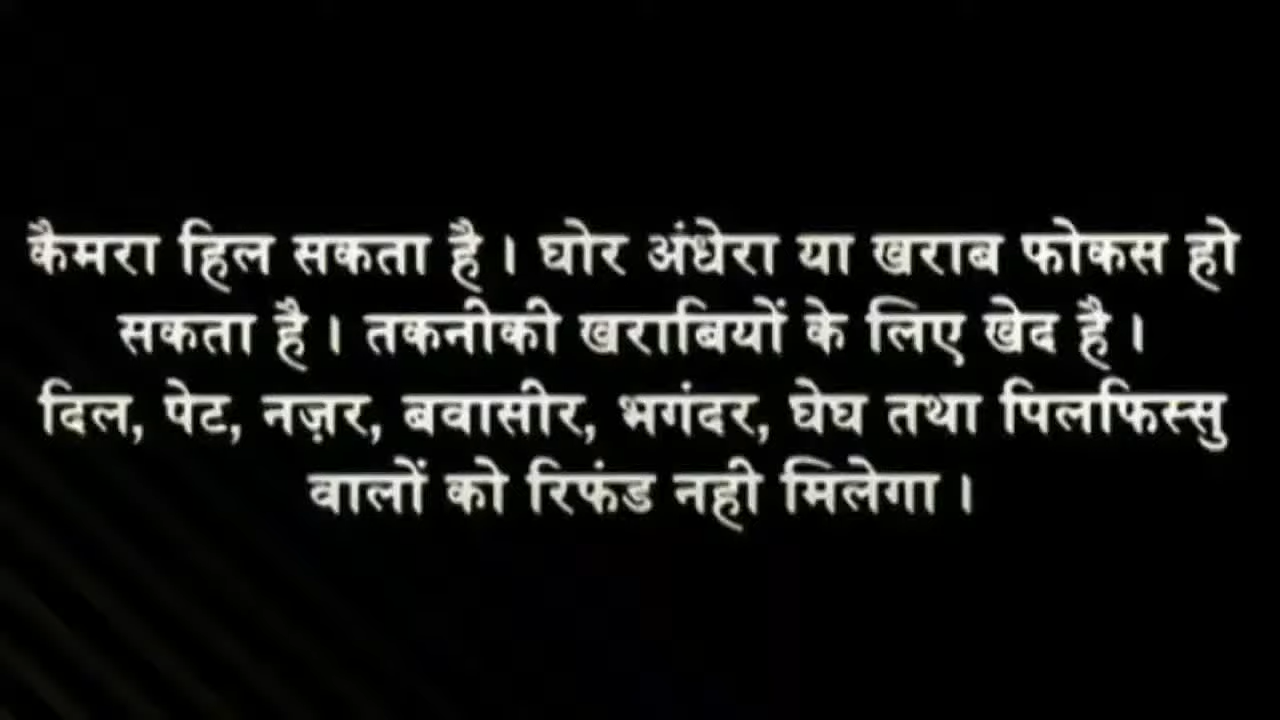 कैमरा हिल सकता है । घोर अंधेरा या खराब फोकस हो
सकता है । तकनीकी खराबियों के लिए खेद है ।
दिल, पेट, नज़र, बवासीर, भगंदर, घेघ तथा पिलफिस्सु
वालों को रिफंड नही मिलेगा ।